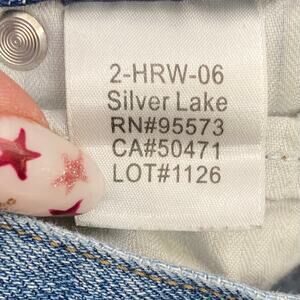 2-HRW-06
Silver Lake
RN#95573
CA#50471
LOT#1126